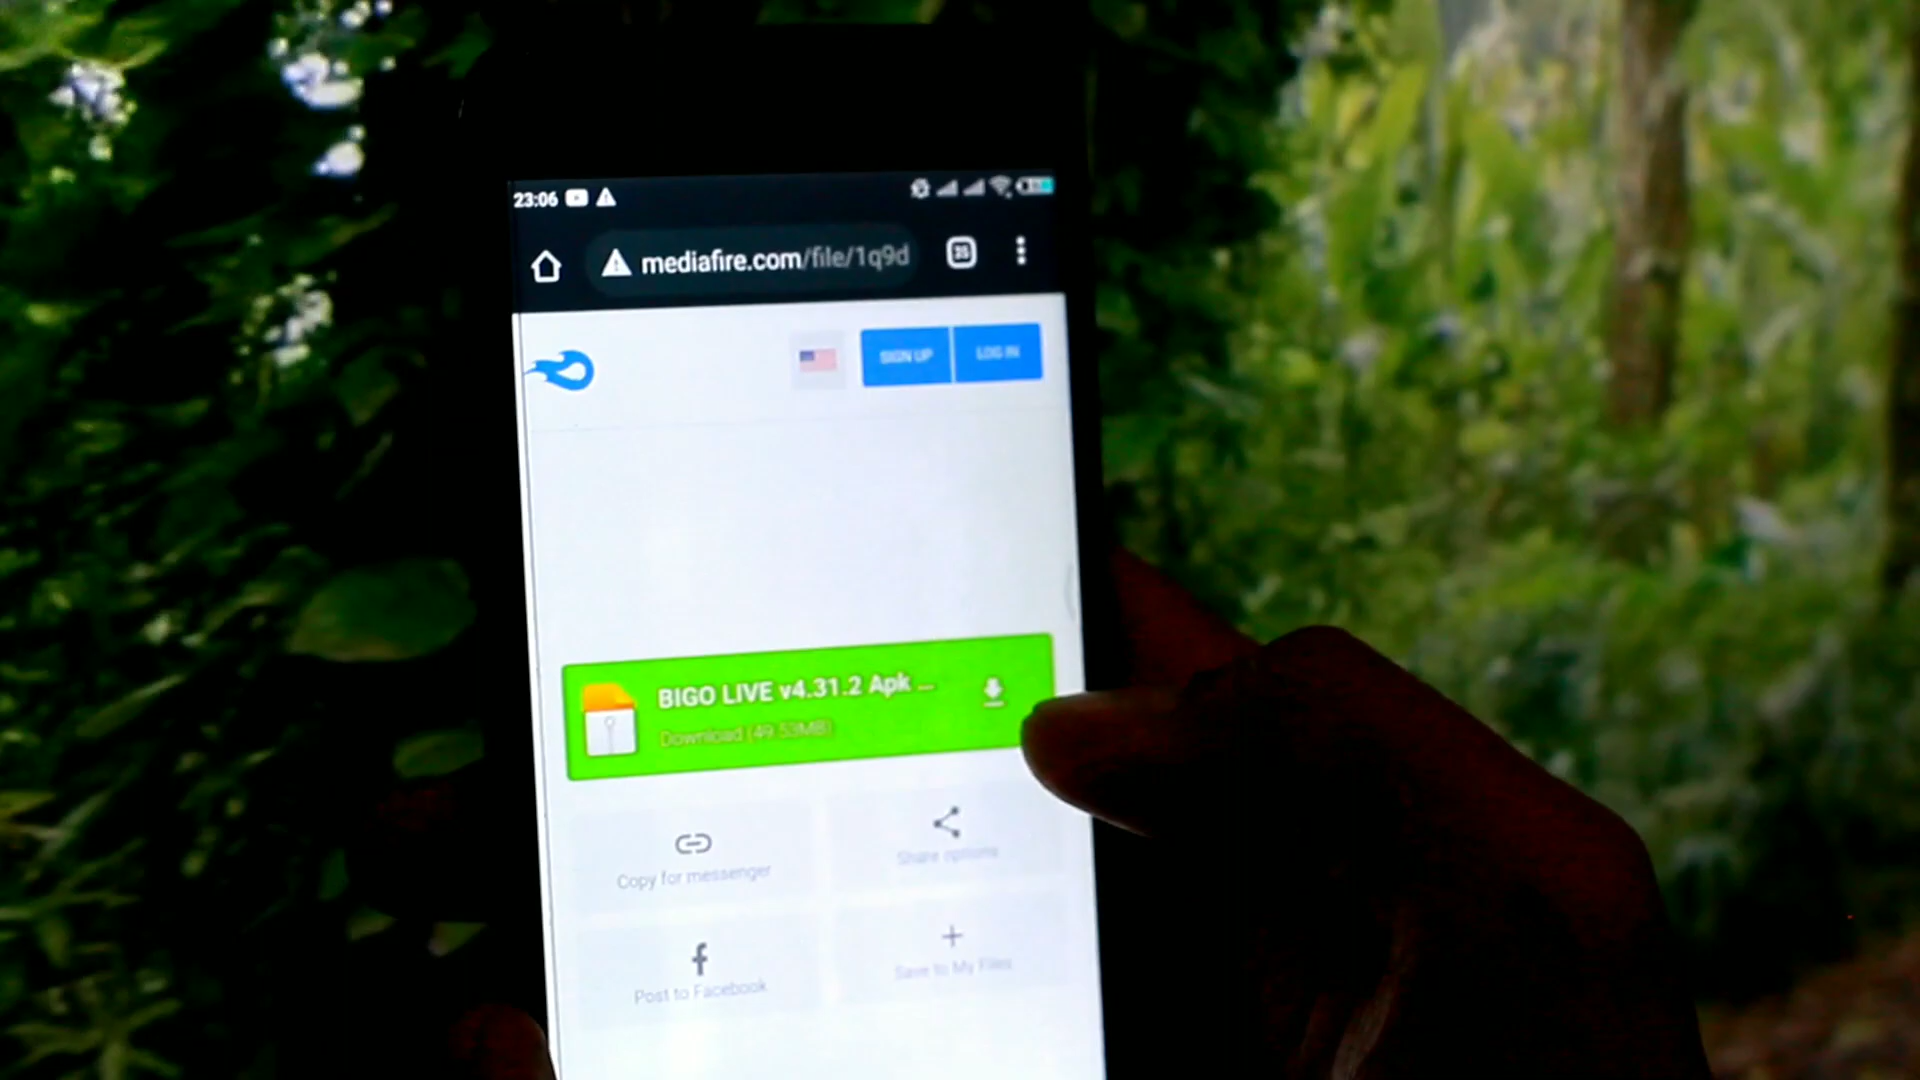 23:06
mediafire.com/file/1q9d
SIGN UP
LOG IN
BIGO LIVE v4.31.2 Apk ...
Download (49.53MB)
Copy for messenger
Share options
Post to Facebook
Save to My Files